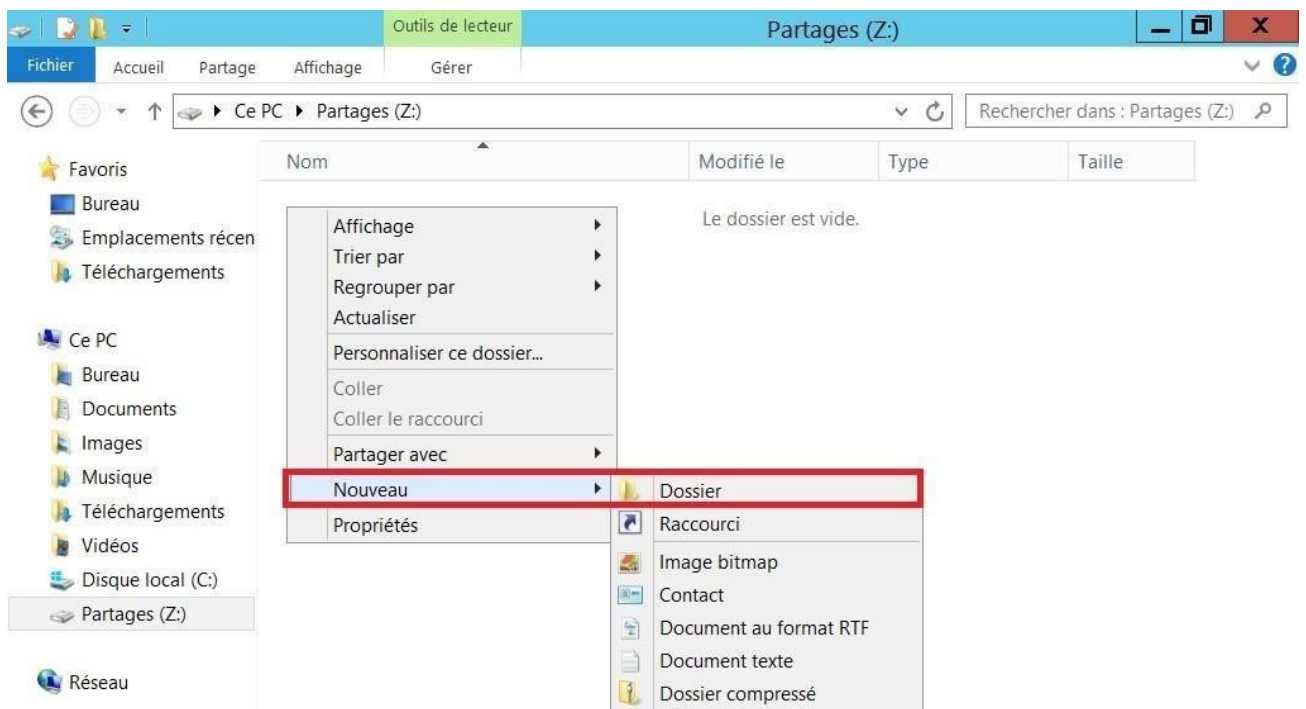 Outils de lecteur
Partages (Z:)
Fichier Accueil Partage Affichage Gérer
Ce PC Partages (Z:)
Rechercher dans : Partages (Z:)
Nom Modifié le Type Taille
Le dossier est vide.
Favoris
Bureau
Emplacements récen
Téléchargements
Ce PC
Bureau
Documents
Images
Musique
Téléchargements
Vidéos
Disque local (C:)
Partages (Z:)
Réseau
Affichage
Trier par
Regrouper par
Actualiser
Personnaliser ce dossier...
Coller
Coller le raccourci
Partager avec
Nouveau
Propriétés
Dossier
Raccourci
Image bitmap
Contact
Document au format RTF
Document texte
Dossier compressé